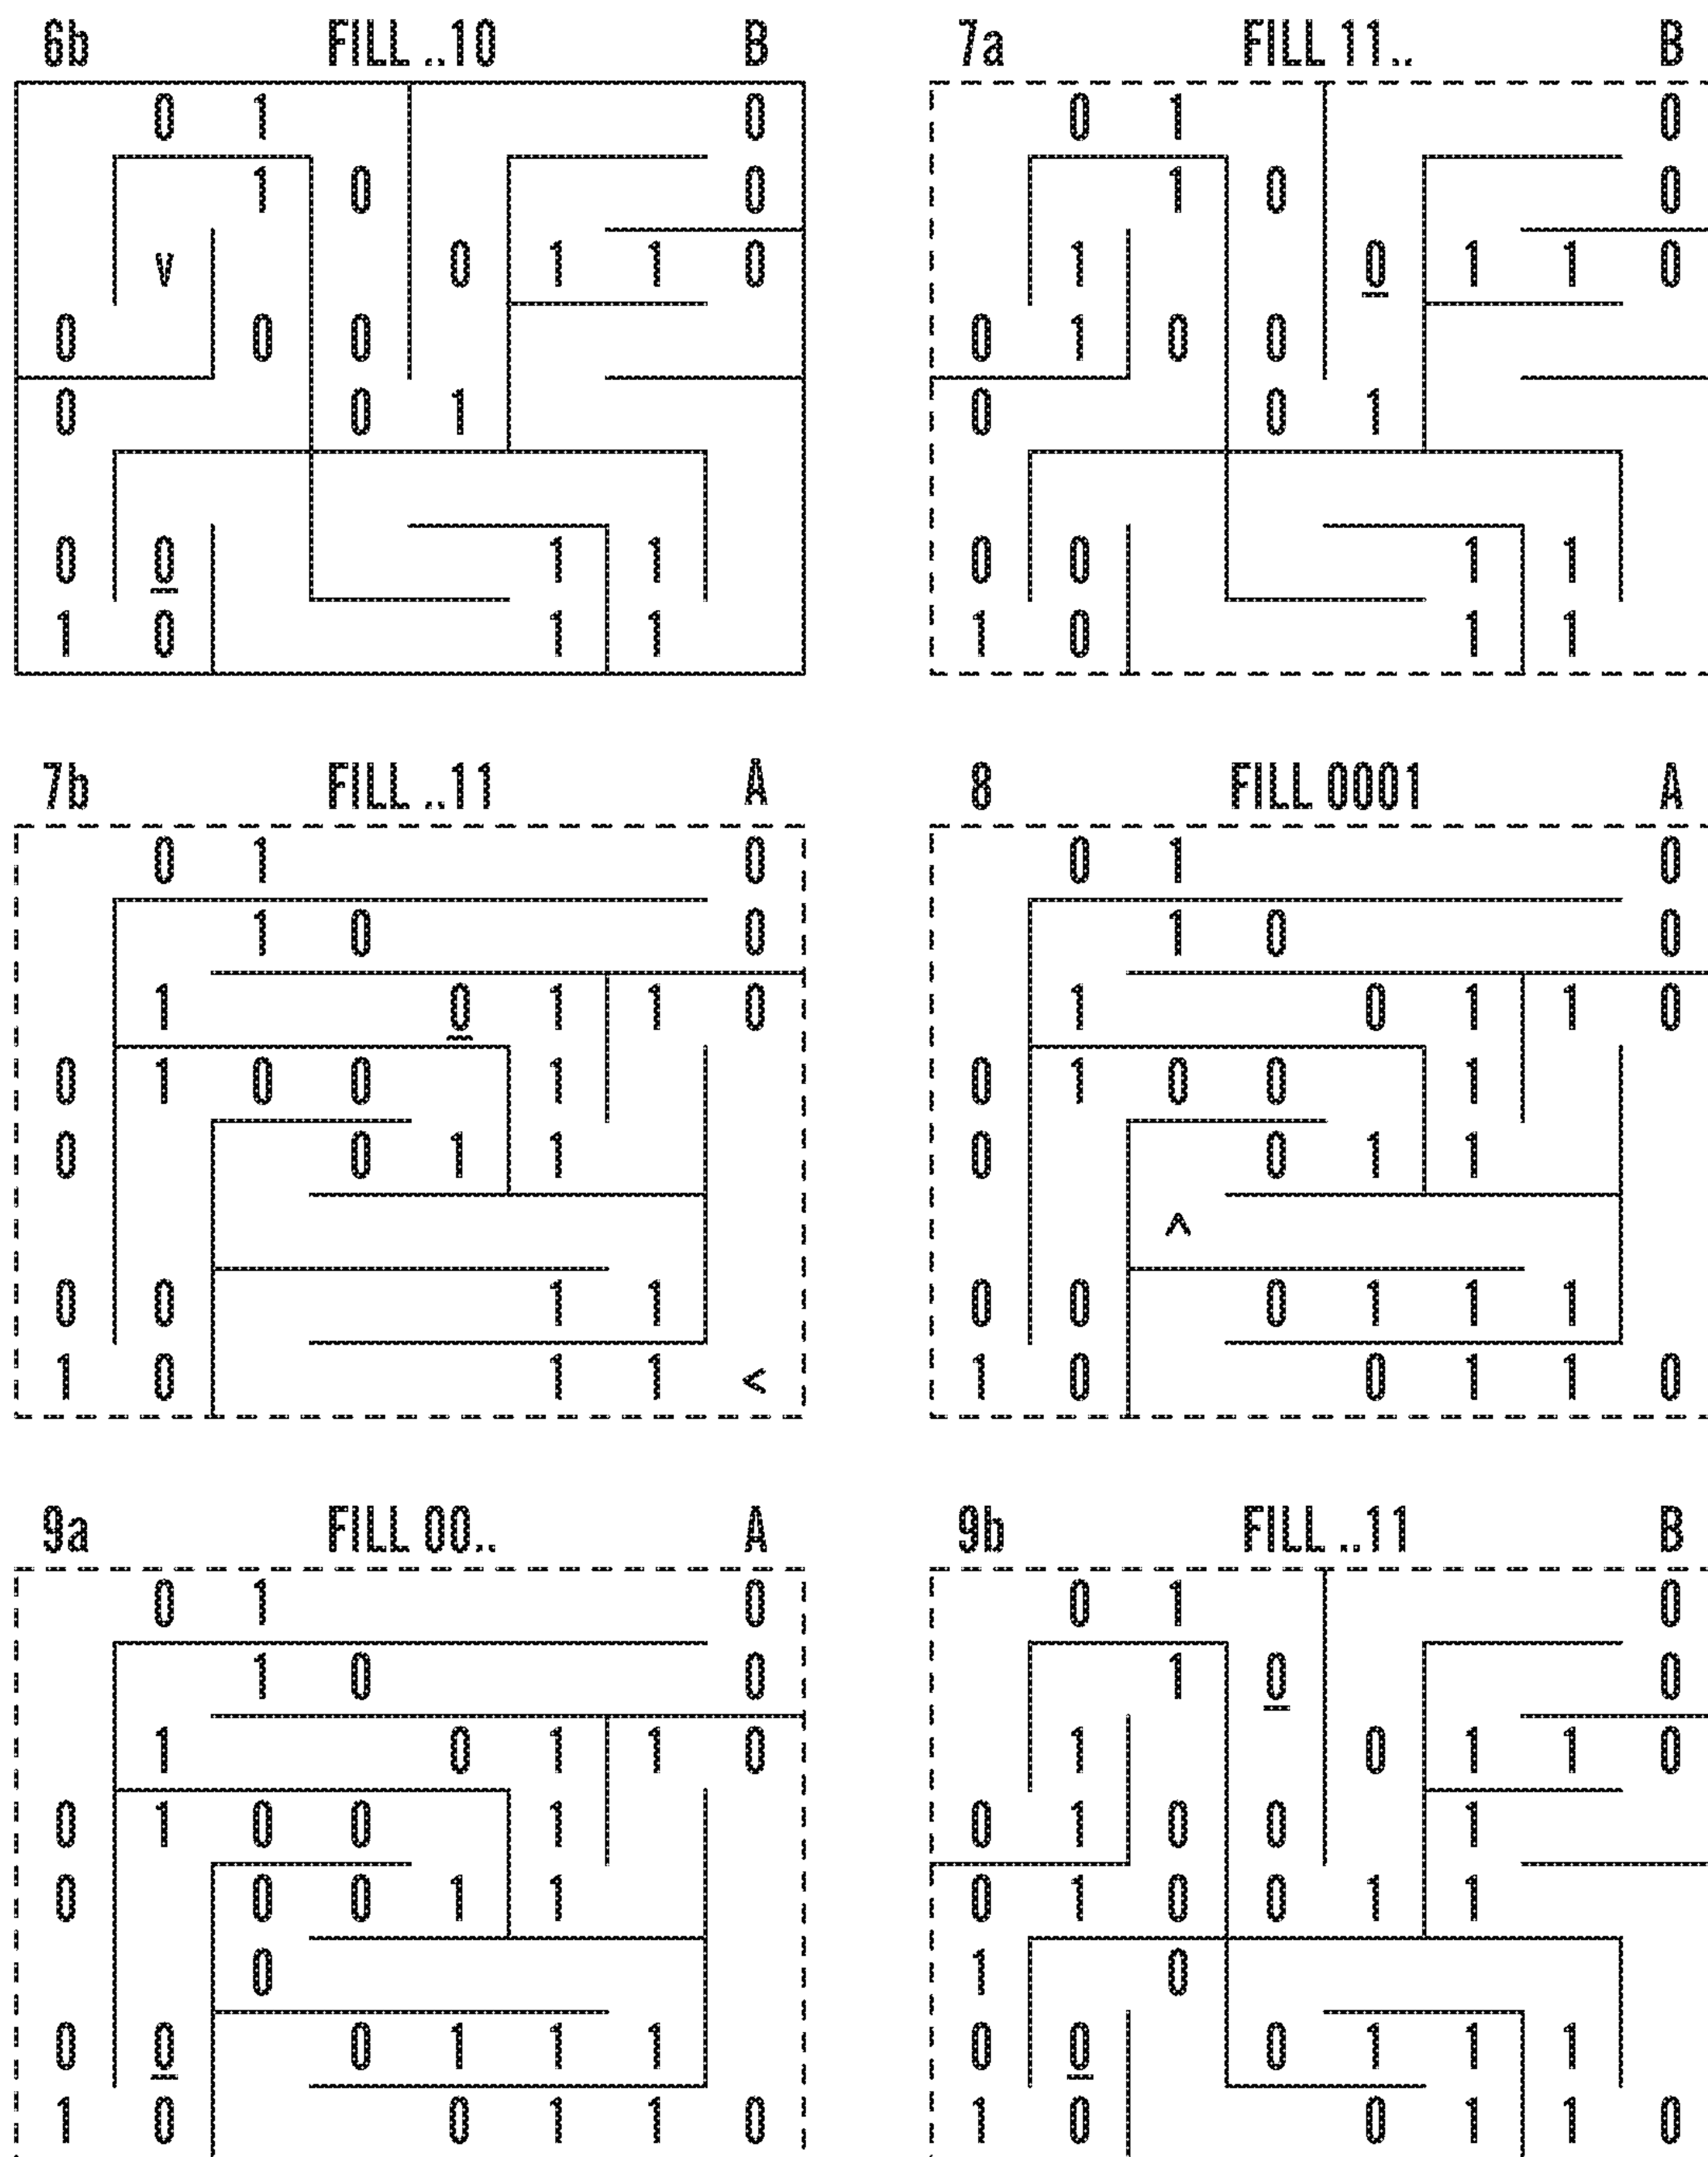 6b FILL ..10 B
0 1 0
1 0 0
v 0 1 1 0
0 0 0
0 0 1
0 0 1 1
1 0 1 1
7a FILL 11.. B
0 1 0
1 0 0
1 0 1 1 0
0 1 0 0
0 0 1
0 0 1 1
1 0 1 1
7b FILL ..11 A
0 1 0
1 0 0
1 0 1 1 0
0 1 0 0 1
0 0 1 1
0 0 1 1
1 0 1 1 <
8 FILL 0001 A
0 1 0
1 0 0
1 0 1 1 0
0 1 0 0 1
0 0 1 1
^
0 0 0 1 1 1
1 0 0 1 1 0
9a FILL 00.. A
0 1 0
1 0 0
1 0 1 1 0
0 1 0 0 1
0 0 0 1 1
0
0 0 0 1 1 1
1 0 0 1 1 0
9b FILL ..11 B
0 1 0
1 0 0
1 0 1 1 0
0 1 0 0 1
0 1 0 0 1 1
1 0
0 0 0 1 1 1
1 0 0 1 1 0